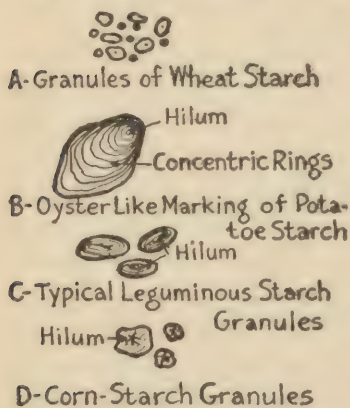 A-Granules of Wheat Starch
Hilum
Concentric Rings
B-Oyster Like Marking of Pota-
toe Starch
Hilum
C-Typical Leguminous Starch
Granules
Hilum
D-Corn-Starch Granules